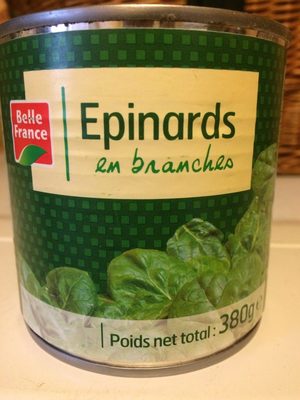 Belle
France
Epinards
en branches
Poids net total : 380g e